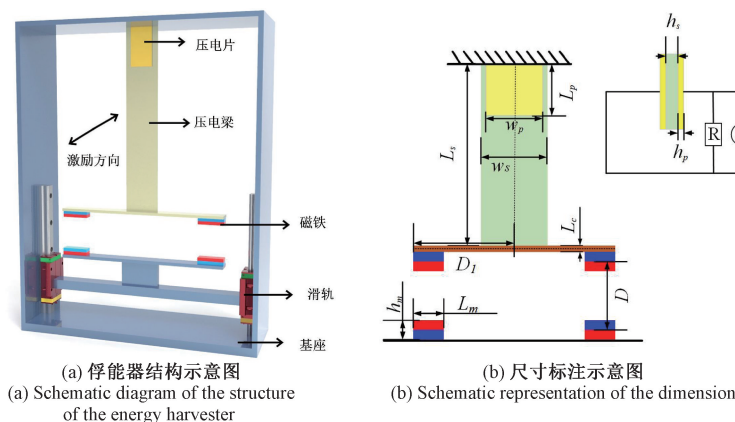 压电片
压电梁
激励方向
磁铁
滑轨
基座
(a) 俘能器结构示意图
(a) Schematic diagram of the structure
of the energy harvester
h_s
L_p
w_p
L_s
w_s
h_p
R
L_c
D_1
D
h_m
L_m
(b) 尺寸标注示意图
(b) Schematic representation of the dimension